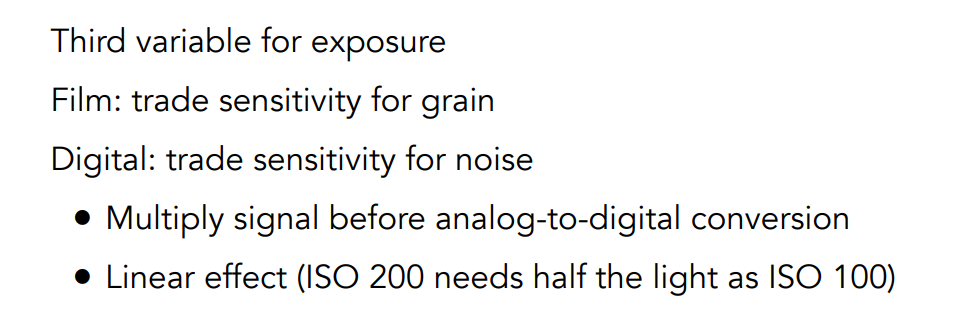 Third variable for exposure
Film: trade sensitivity for grain
Digital: trade sensitivity for noise
● Multiply signal before analog-to-digital conversion
● Linear effect (ISO 200 needs half the light as ISO 100)